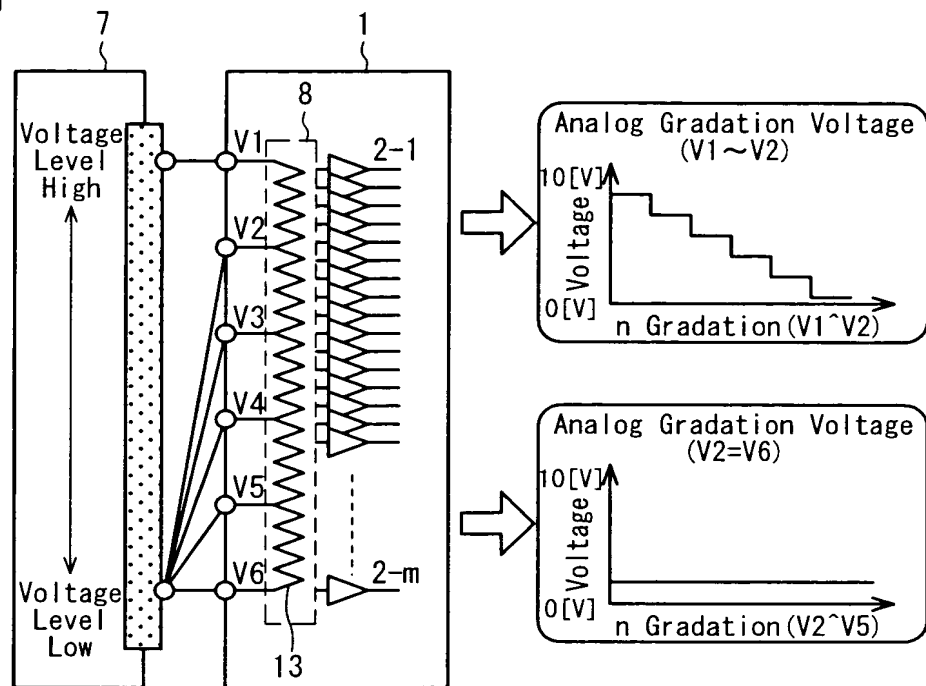 7
1
Voltage
Level
High
Voltage
Level
Low
8
V1
V2
V3
V4
V5
V6
13
2-1
2-m
Analog Gradation Voltage
(V1~V2)
10[V]
Voltage
0[V]
n Gradation(V1^V2)
Analog Gradation Voltage
(V2=V6)
10[V]
Voltage
0[V]
n Gradation(V2^V5)